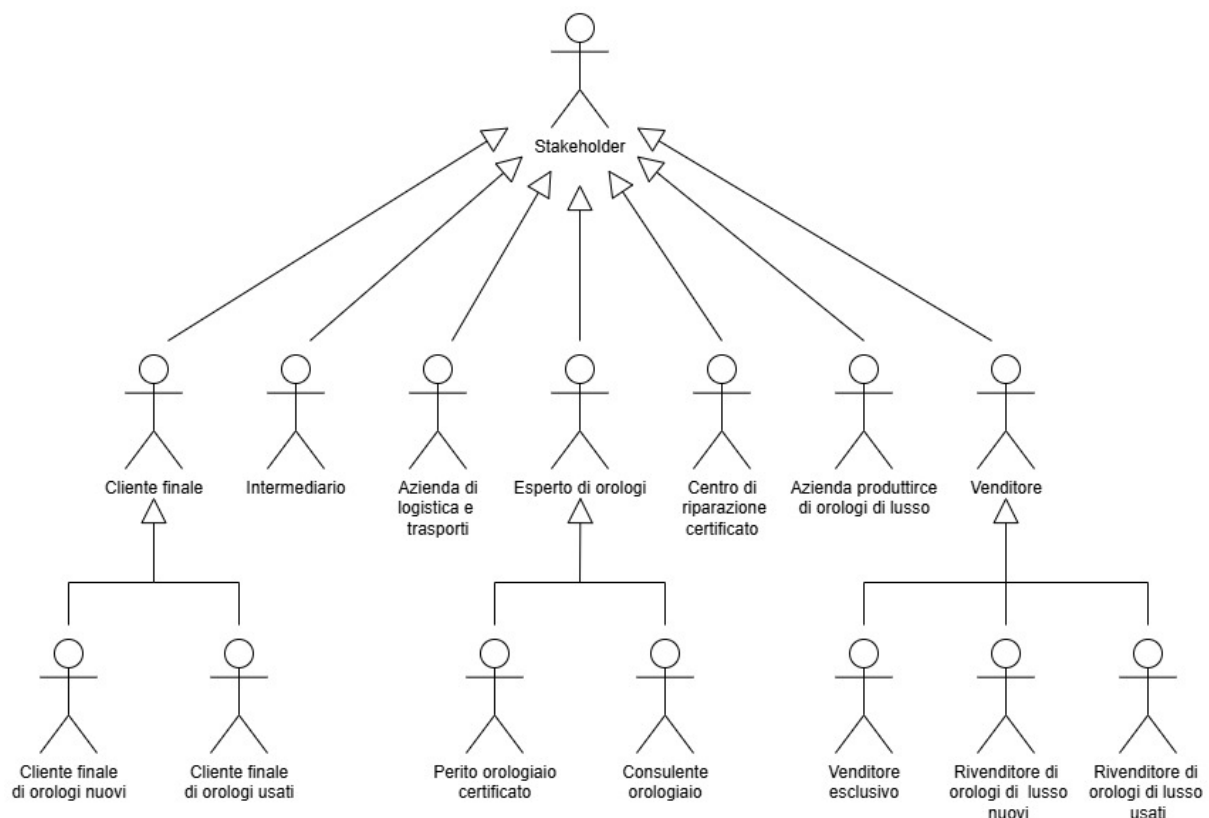 Stakeholder
Cliente finale
Intermediario
Azienda di
logistica e
trasporti
Esperto di orologi
Centro di
riparazione
certificato
Azienda produttirce
di orologi di lusso
Venditore
Cliente finale
di orologi nuovi
Cliente finale
di orologi usati
Perito orologiaio
certificato
Consulente
orologiaio
Venditore
esclusivo
Rivenditore di
orologi di lusso
nuovi
Rivenditore di
orologi di lusso
usati